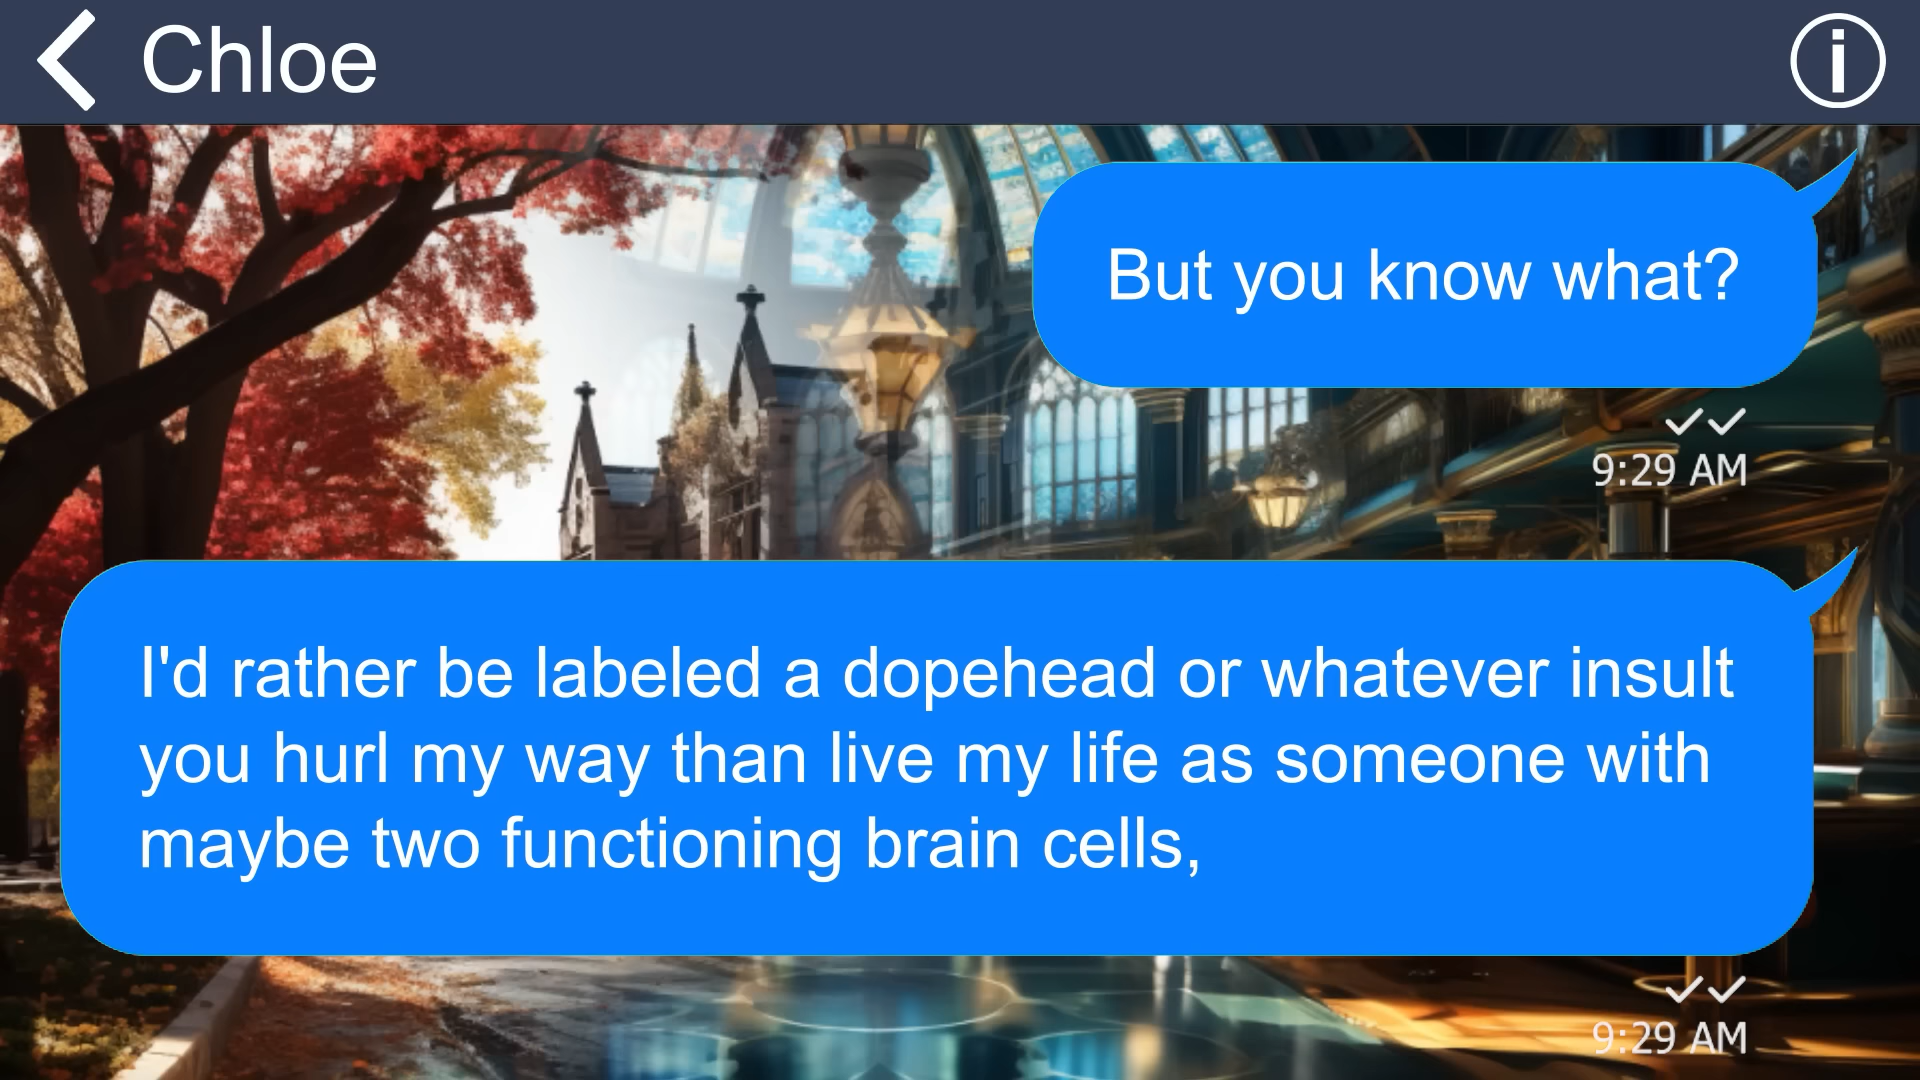 Chloe
But you know what?
9:29 AM
I'd rather be labeled a dopehead or whatever insult
you hurl my way than live my life as someone with
maybe two functioning brain cells,
9:29 AM